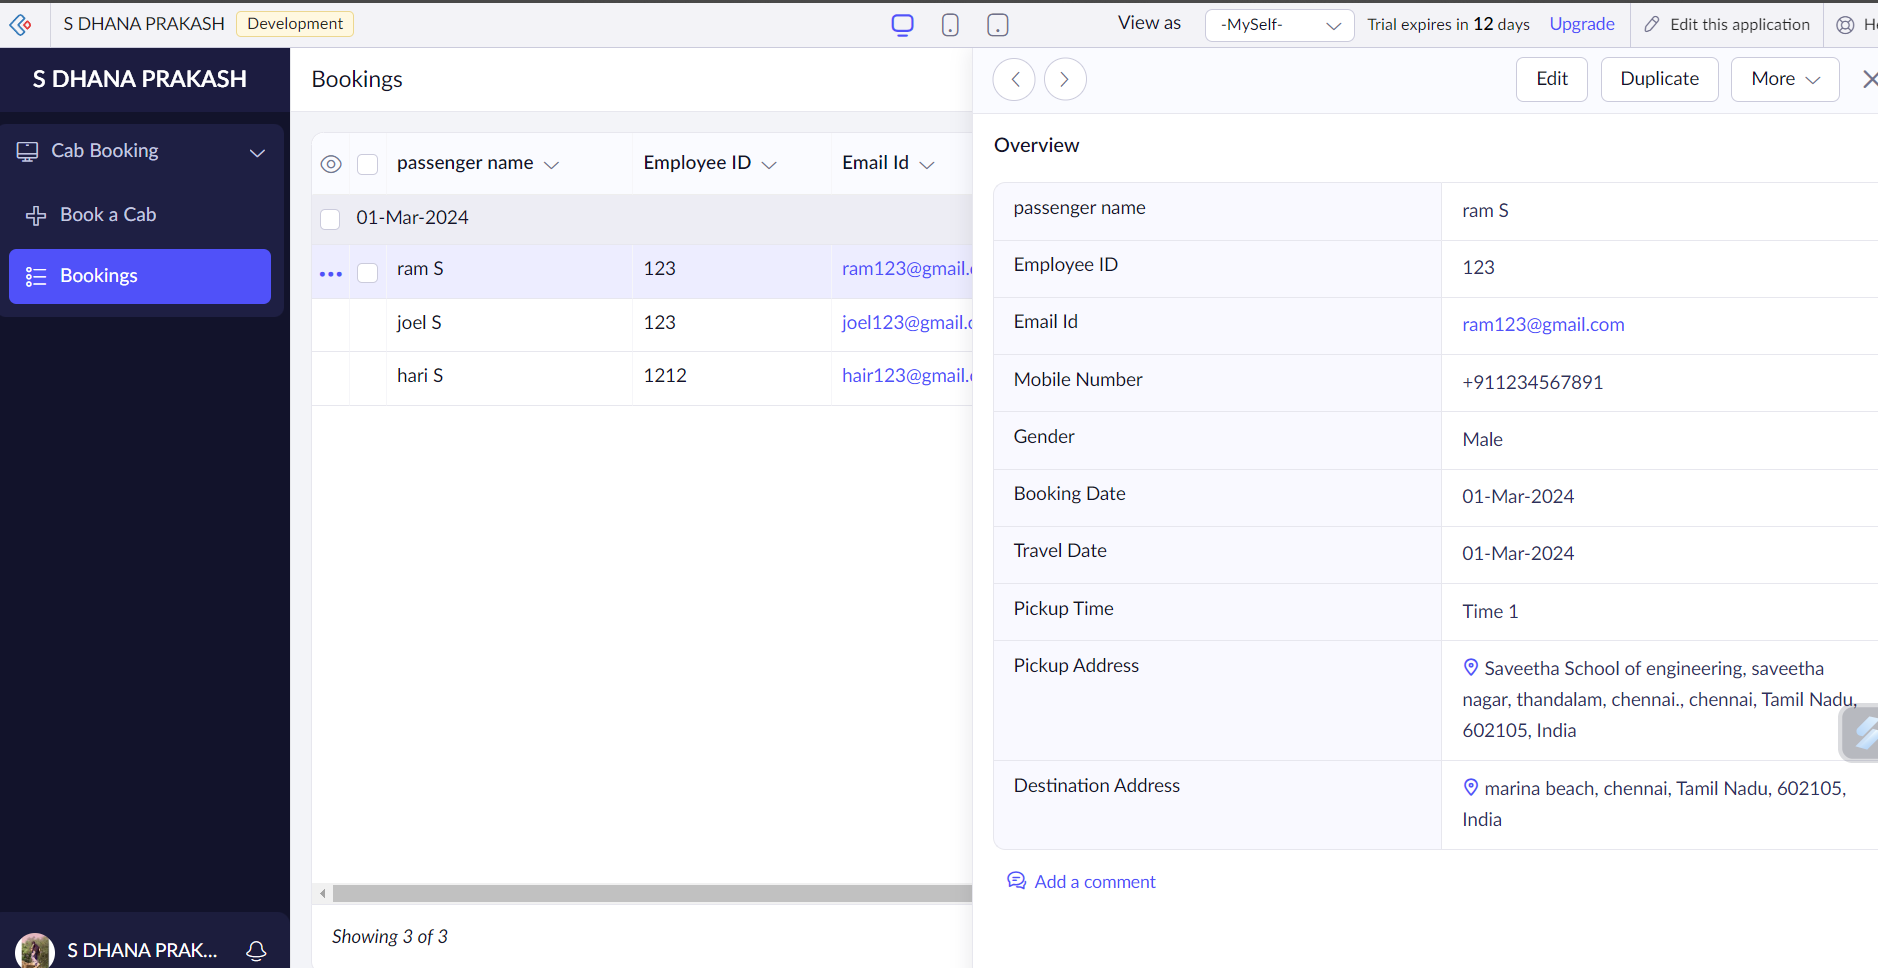 S DHANA PRAKASH Development View as -MySelf- Trial expires in 12 days Upgrade Edit this application
S DHANA PRAKASH
Cab Booking
Book a Cab
Bookings
S DHANA PRAK...
Bookings
passenger name Employee ID Email Id
01-Mar-2024
ram S 123 ram123@gmail.
joel S 123 joel123@gmail.
hari S 1212 hair123@gmail.
Showing 3 of 3
Edit Duplicate More
Overview
passenger name ram S
Employee ID 123
Email Id ram123@gmail.com
Mobile Number +911234567891
Gender Male
Booking Date 01-Mar-2024
Travel Date 01-Mar-2024
Pickup Time Time 1
Pickup Address Saveetha School of engineering, saveetha
nagar, thandalam, chennai., chennai, Tamil Nadu,
602105, India
Destination Address marina beach, chennai, Tamil Nadu, 602105,
India
Add a comment